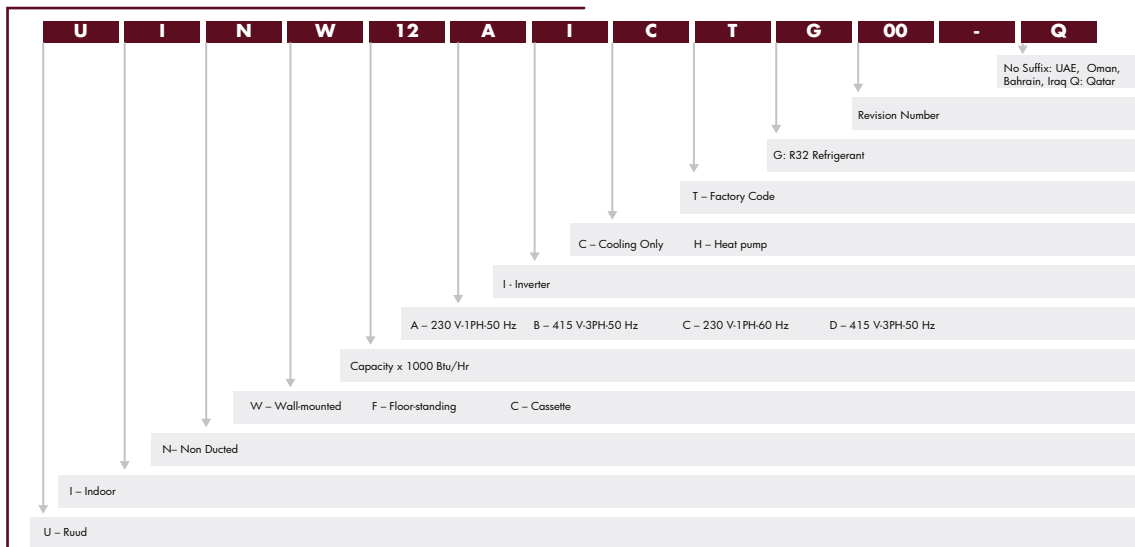 U I N W 12 A I C T G 00 - Q
No Suffix: UAE, Oman,
Bahrain, Iraq Q: Qatar
Revision Number
G: R32 Refrigerant
T – Factory Code
C – Cooling Only H – Heat pump
I - Inverter
A – 230 V-1PH-50 Hz B – 415 V-3PH-50 Hz C – 230 V-1PH-60 Hz D – 415 V-3PH-50 Hz
Capacity x 1000 Btu/Hr
W – Wall-mounted F – Floor-standing C – Cassette
N– Non Ducted
I – Indoor
U – Ruud